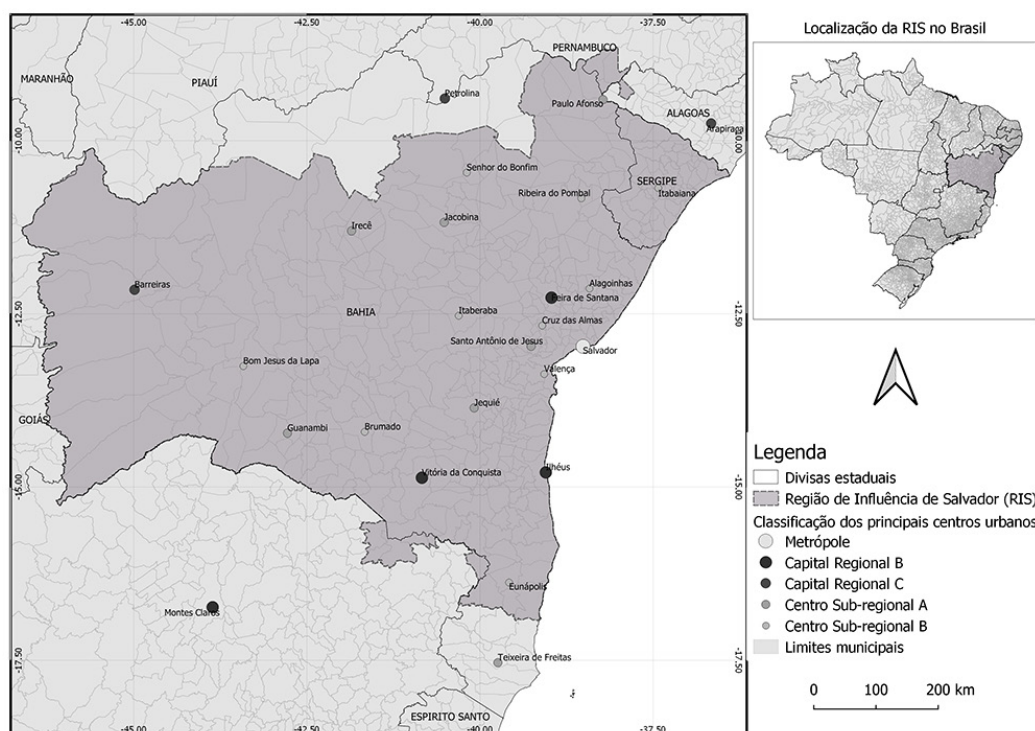 -45.00
-42.50
-40.00
-37.50
PERNAMBUCO
MARANHÃO
PIAUÍ
Petrolina
Paulo Afonso
ALAGOAS
Arapiraca
-10.00
-10.00
Senhor do Bonfim
SERGIPE
Ribeira do Pombal
Itabaiana
Jacobina
Irecê
Barreiras
Alagoinhas
Feira de Santana
BAHIA
Itaberaba
-12.50
-12.50
Cruz das Almas
Santo Antônio de Jesus
Salvador
Bom Jesus da Lapa
Valença
Jequié
GOIÁS
Guanambi
Brumado
Vitória da Conquista
Ilhéus
-15.00
-15.00
Eunápolis
Montes Claros
Teixeira de Freitas
-17.50
-17.50
ESPIRITO SANTO
-45.00
-42.50
-40.00
-37.50
Localização da RIS no Brasil
Legenda
Divisas estaduais
Região de Influência de Salvador (RIS)
Classificação dos principais centros urbanos
Metrópole
Capital Regional B
Capital Regional C
Centro Sub-regional A
Centro Sub-regional B
Limites municipais
0 100 200 km